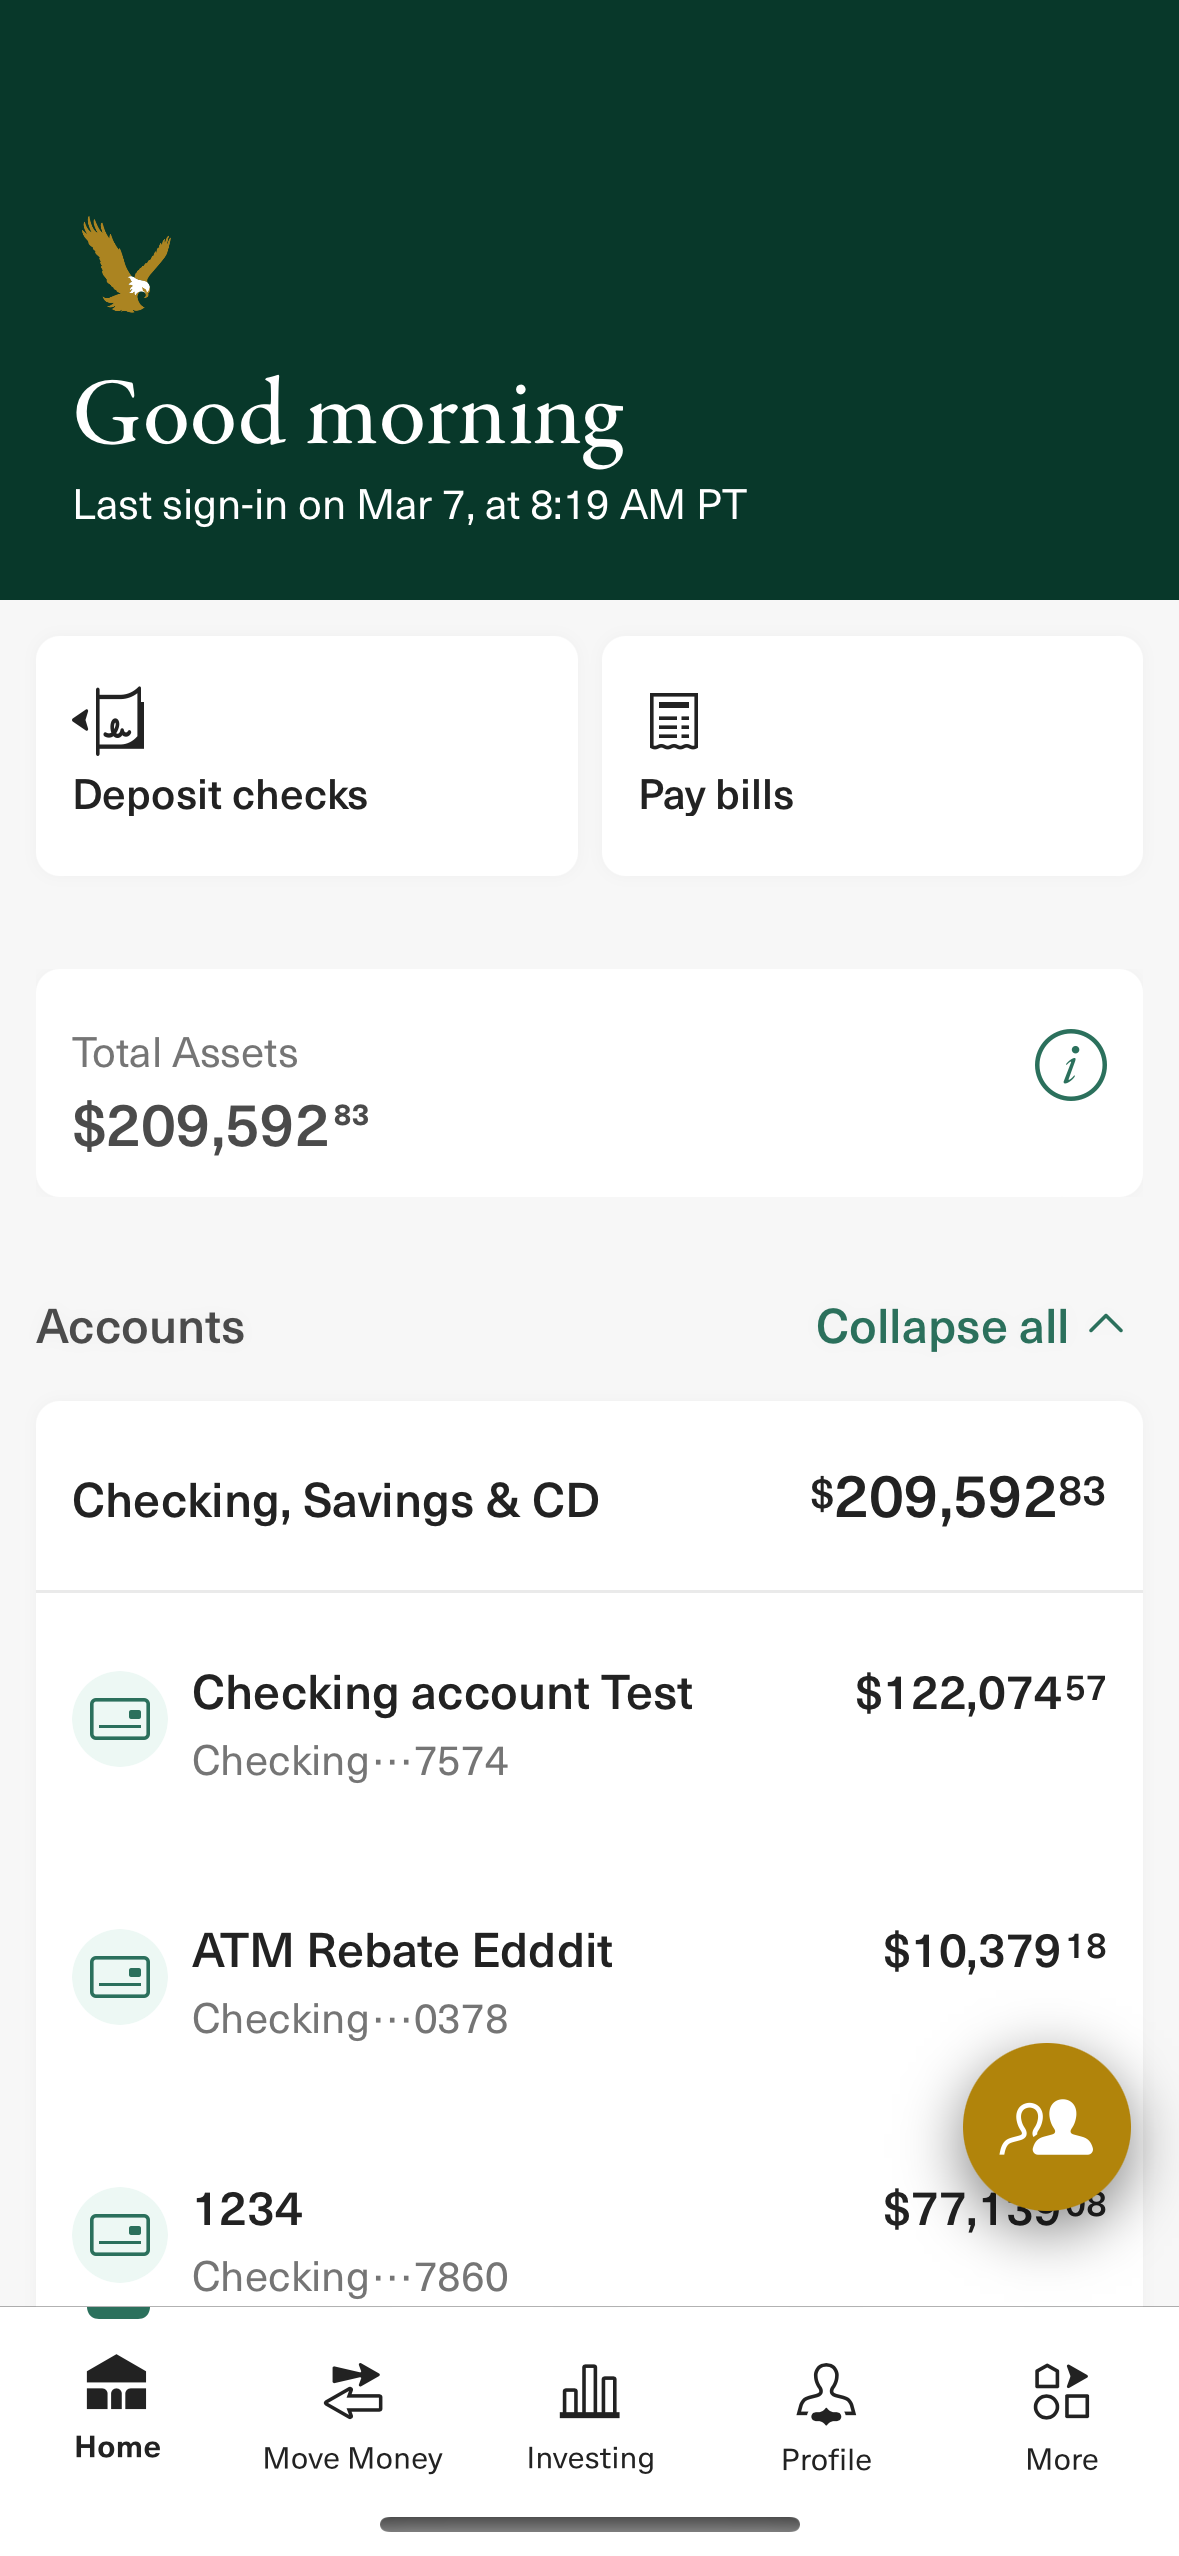 Good morning
Last sign-in on Mar 7, at 8:19 AM PT
Deposit checks
Pay bills
Total Assets
$209,592 83
Accounts
Collapse all
Checking, Savings & CD
$209,592 83
Checking account Test
$122,074 57
Checking···7574
ATM Rebate Edddit
$10,379 18
Checking···0378
1234
$77,139 08
Checking···7860
Home
Move Money
Investing
Profile
More